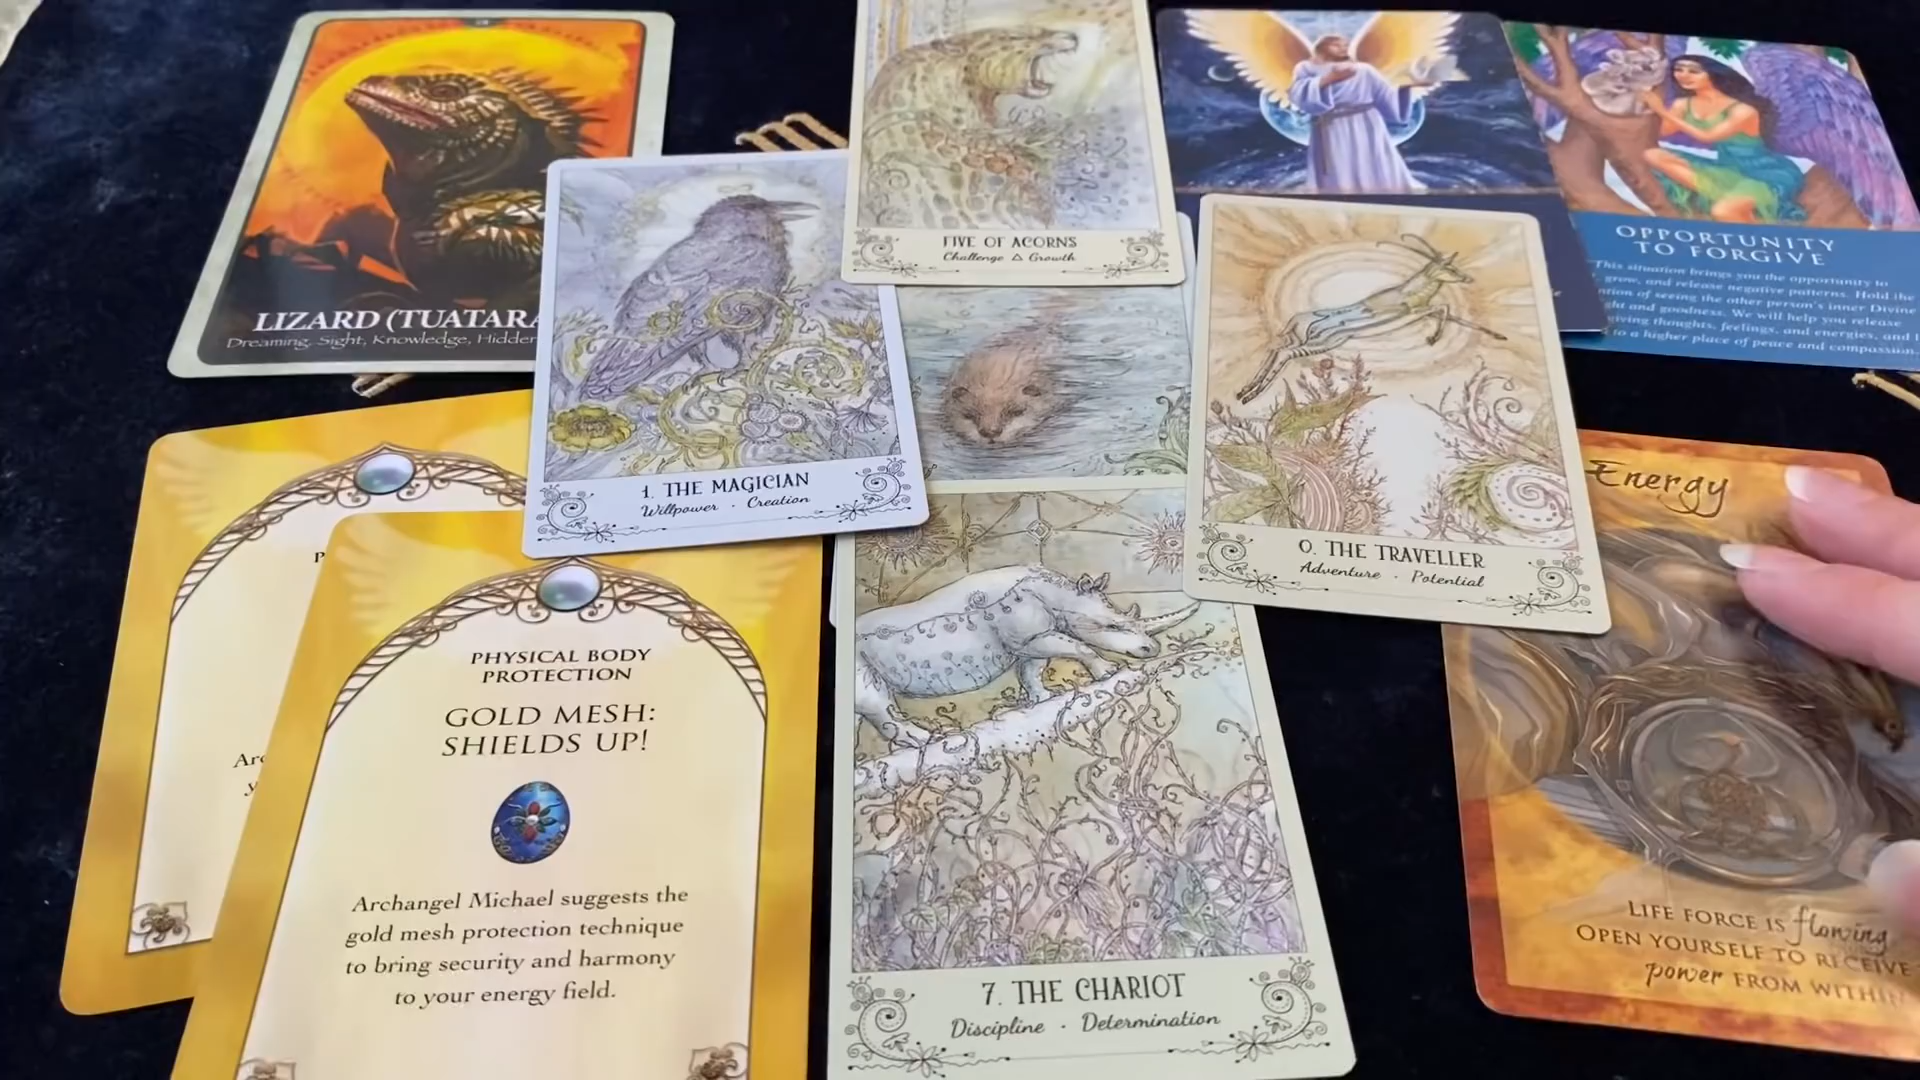 LIZARD (TUATARA
Dreaming, Sight, Knowledge, Hidden
FIVE OF ACORNS
Challenge △ Growth
OPPORTUNITY
TO FORGIVE
This situation brings you the opportunity to
grow, and release negative patterns. Hold the
of seeing the other person's inner Divine
and goodness. We will help you release
thoughts, feelings, and energies, and
to a higher place of peace and compassion.
1. THE MAGICIAN
Willpower · Creation
0. THE TRAVELLER
Adventure · Potential
Energy
LIFE FORCE IS flowing
OPEN YOURSELF TO RECEIVE
power FROM WITHIN
PHYSICAL BODY
PROTECTION
GOLD MESH:
SHIELDS UP!
Archangel Michael suggests the
gold mesh protection technique
to bring security and harmony
to your energy field.
7. THE CHARIOT
Discipline · Determination